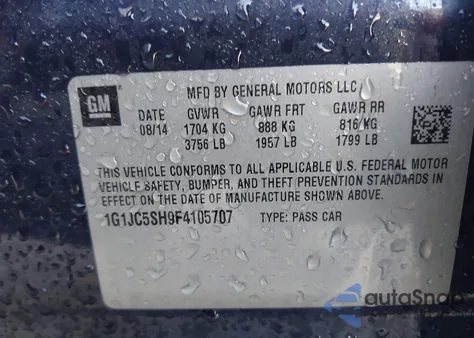 GM
MFD BY GENERAL MOTORS LLC
DATE GVWR GAWR FRT GAWR RR
08/14 1704 KG 888 KG 816 KG
3756 LB 1957 LB 1799 LB
THIS VEHICLE CONFORMS TO ALL APPLICABLE U.S. FEDERAL MOTOR
VEHICLE SAFETY, BUMPER, AND THEFT PREVENTION STANDARDS IN
EFFECT ON THE DATE OF MANUFACTURE SHOWN ABOVE.
1G1JC5SH9F4105707 TYPE: PASS CAR
autoSnap